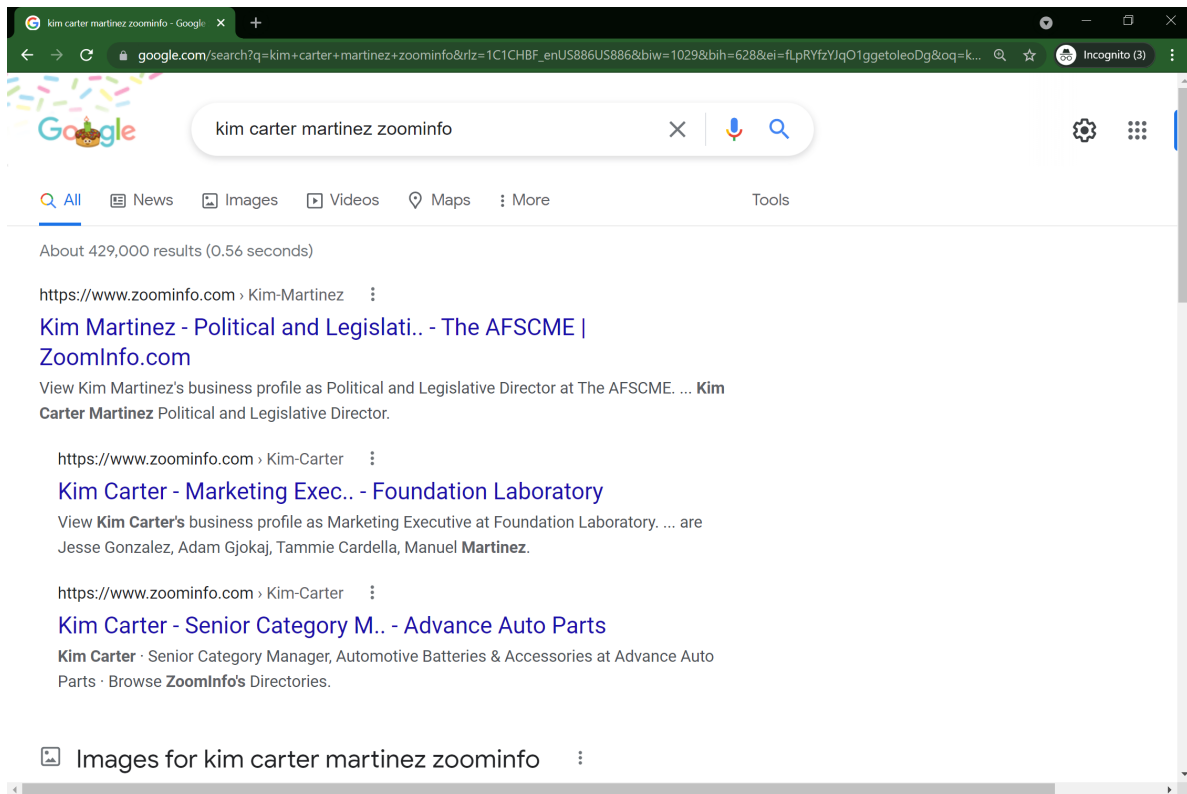 kim carter martinez zoominfo - Google
google.com/search?q=kim+carter+martinez+zoominfo&rlz=1C1CHBF_enUS886US886&biw=1029&bih=628&ei=fLpRYfzYJqO1ggetoIeoDg&oq=k...
Incognito (3)
Google
kim carter martinez zoominfo
All News Images Videos Maps More Tools
About 429,000 results (0.56 seconds)
https://www.zoominfo.com › Kim-Martinez
Kim Martinez - Political and Legislati.. - The AFSCME |
ZoomInfo.com
View Kim Martinez's business profile as Political and Legislative Director at The AFSCME. ... Kim
Carter Martinez Political and Legislative Director.
https://www.zoominfo.com › Kim-Carter
Kim Carter - Marketing Exec.. - Foundation Laboratory
View Kim Carter's business profile as Marketing Executive at Foundation Laboratory. ... are
Jesse Gonzalez, Adam Gjokaj, Tammie Cardella, Manuel Martinez.
https://www.zoominfo.com › Kim-Carter
Kim Carter - Senior Category M.. - Advance Auto Parts
Kim Carter · Senior Category Manager, Automotive Batteries & Accessories at Advance Auto
Parts · Browse ZoomInfo's Directories.
Images for kim carter martinez zoominfo